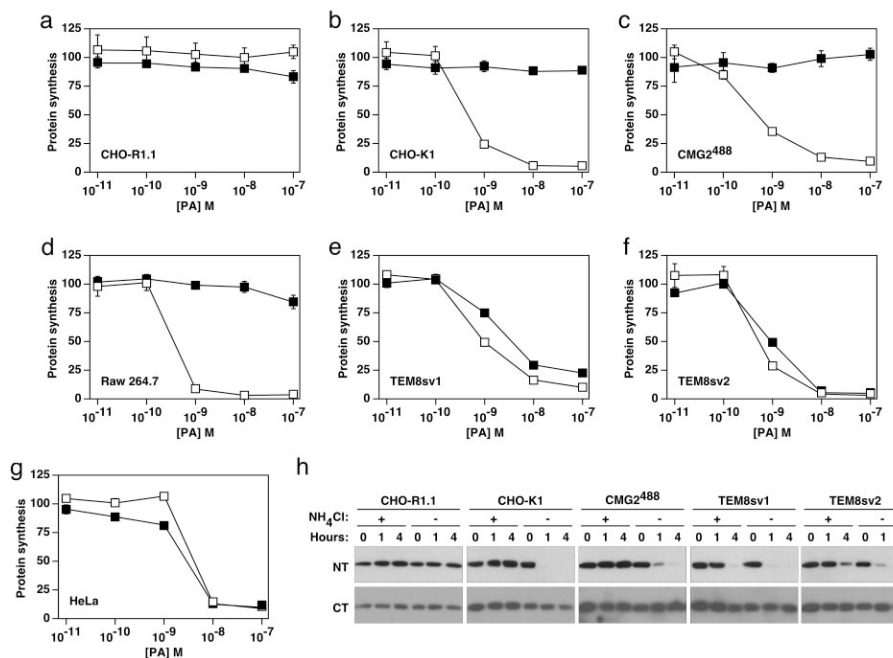 a
Protein synthesis
125
100
75
50
25
0
CHO-R1.1
10-11 10-10 10-9 10-8 10-7
[PA] M
b
Protein synthesis
125
100
75
50
25
0
CHO-K1
10-11 10-10 10-9 10-8 10-7
[PA] M
c
Protein synthesis
125
100
75
50
25
0
CMG2488
10-11 10-10 10-9 10-8 10-7
[PA] M
d
Protein synthesis
125
100
75
50
25
0
Raw 264.7
10-11 10-10 10-9 10-8 10-7
[PA] M
e
Protein synthesis
125
100
75
50
25
0
TEM8sv1
10-11 10-10 10-9 10-8 10-7
[PA] M
f
Protein synthesis
125
100
75
50
25
0
TEM8sv2
10-11 10-10 10-9 10-8 10-7
[PA] M
g
Protein synthesis
125
100
75
50
25
0
HeLa
10-11 10-10 10-9 10-8 10-7
[PA] M
h
CHO-R1.1 CHO-K1 CMG2488 TEM8sv1 TEM8sv2
NH4Cl: + - + - + - + - + -
Hours: 0 1 4 0 1 4 0 1 4 0 1 4 0 1 4 0 1 4 0 1 4 0 1 4 0 1 4 0 1 4
NT
CT